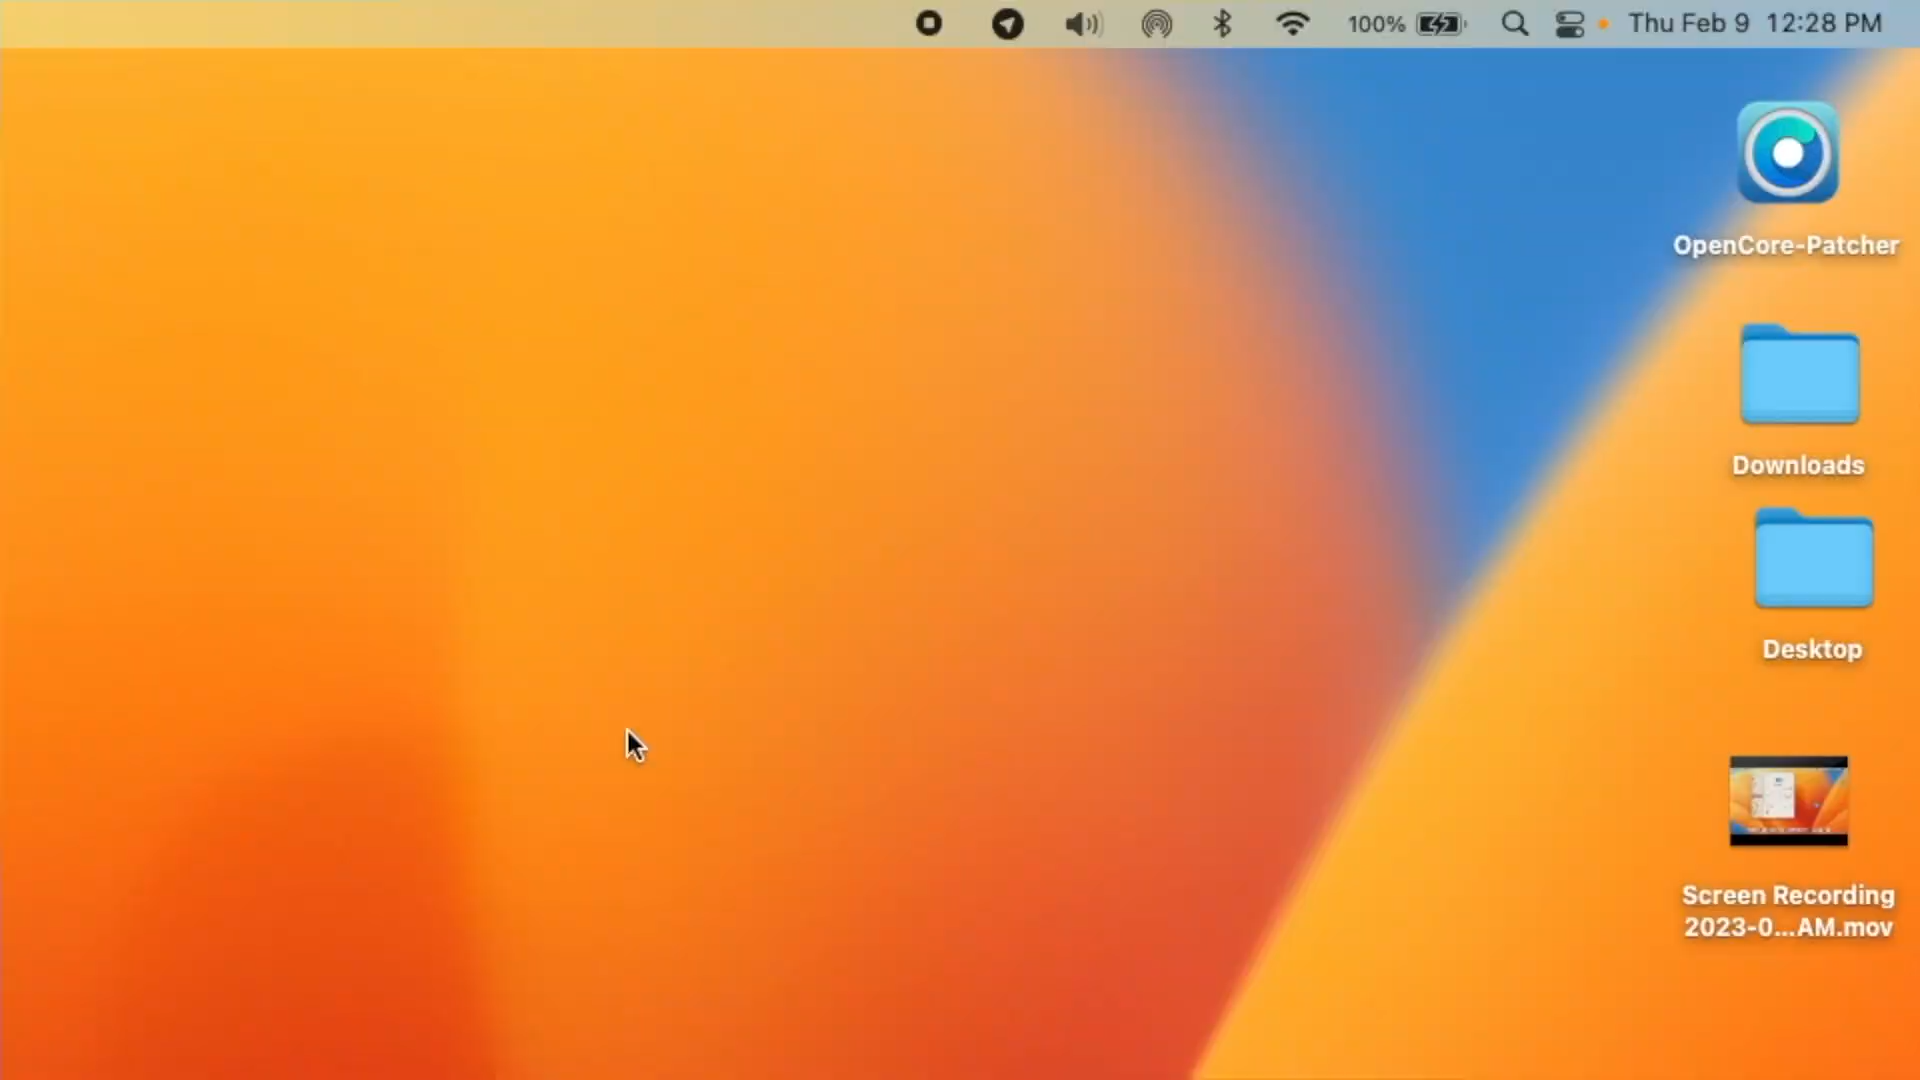 100% Thu Feb 9 12:28 PM
OpenCore-Patcher
Downloads
Desktop
Screen Recording
2023-0...AM.mov